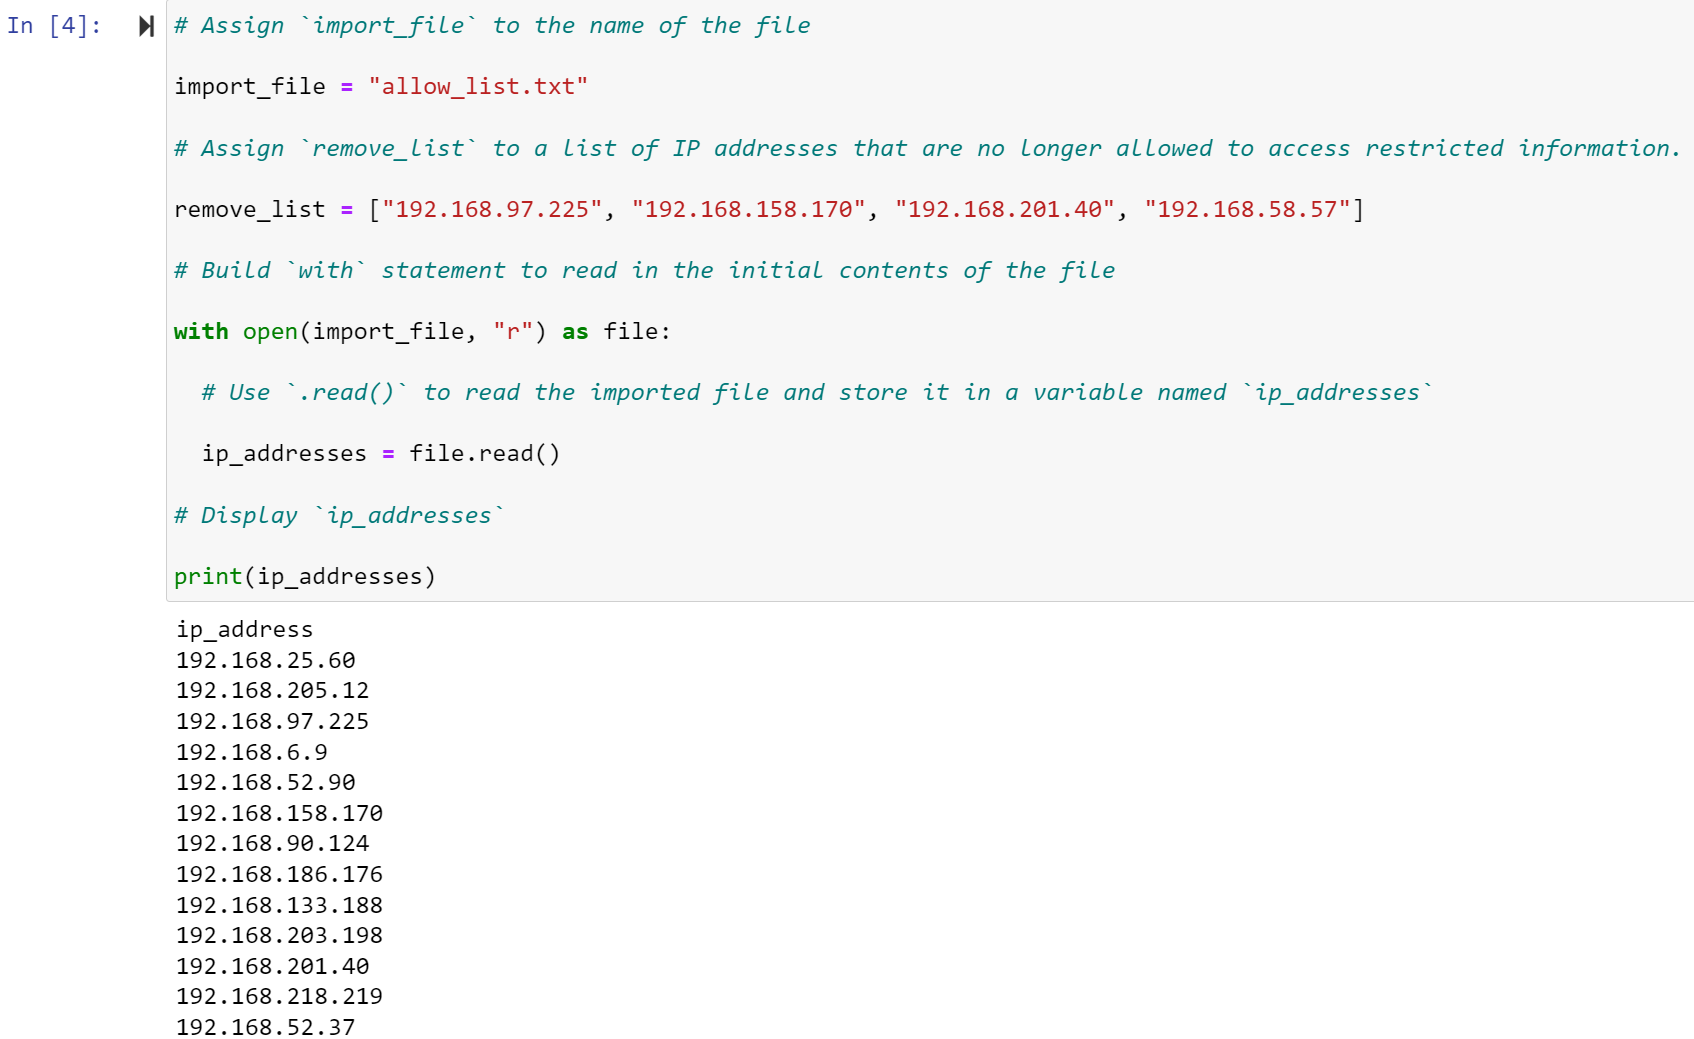 In [4]:
# Assign `import_file` to the name of the file
import_file = "allow_list.txt"
# Assign `remove_list` to a list of IP addresses that are no longer allowed to access restricted information.
remove_list = ["192.168.97.225", "192.168.158.170", "192.168.201.40", "192.168.58.57"]
# Build `with` statement to read in the initial contents of the file
with open(import_file, "r") as file:
  # Use `.read()` to read the imported file and store it in a variable named `ip_addresses`
  ip_addresses = file.read()
# Display `ip_addresses`
print(ip_addresses)
ip_address
192.168.25.60
192.168.205.12
192.168.97.225
192.168.6.9
192.168.52.90
192.168.158.170
192.168.90.124
192.168.186.176
192.168.133.188
192.168.203.198
192.168.201.40
192.168.218.219
192.168.52.37